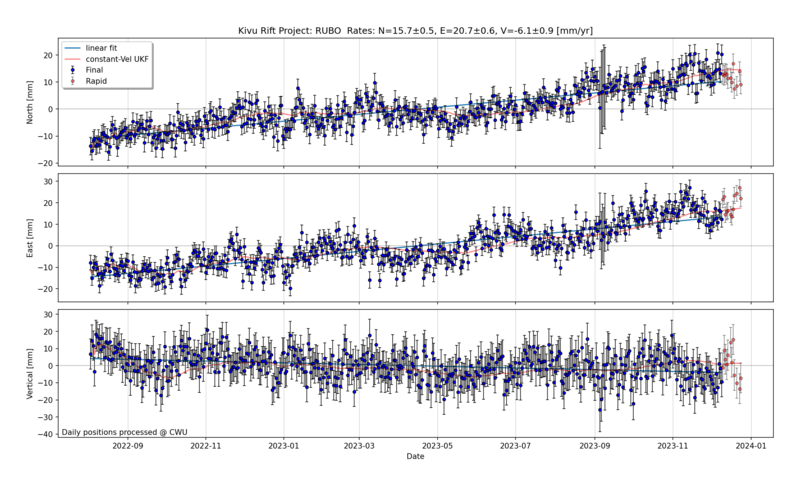 Kivu Rift Project: RUBO  Rates: N=15.7±0.5, E=20.7±0.6, V=-6.1±0.9 [mm/yr]
linear fit
constant-Vel UKF
Final
Rapid
North [mm]
20
10
0
−10
−20
East [mm]
30
20
10
0
−10
−20
Vertical [mm]
30
20
10
0
−10
−20
−30
−40
Daily positions processed @ CWU
2022-09
2022-11
2023-01
2023-03
2023-05
2023-07
2023-09
2023-11
2024-01
Date